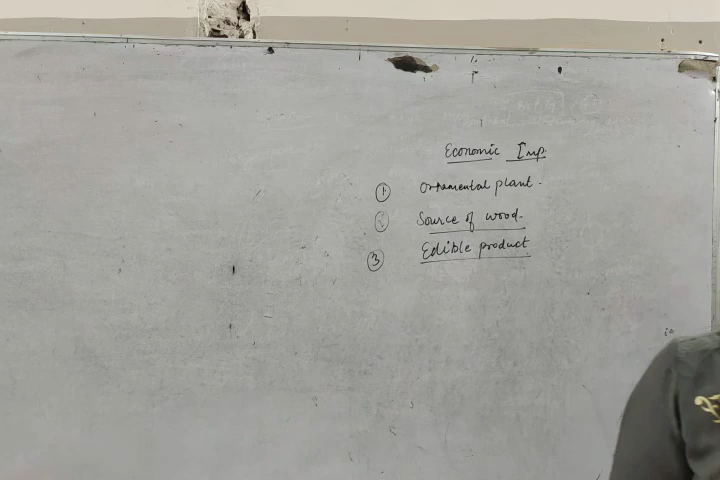 Economic Imp.
① Ornamental plant.
② Source of wood.
③ Edible product